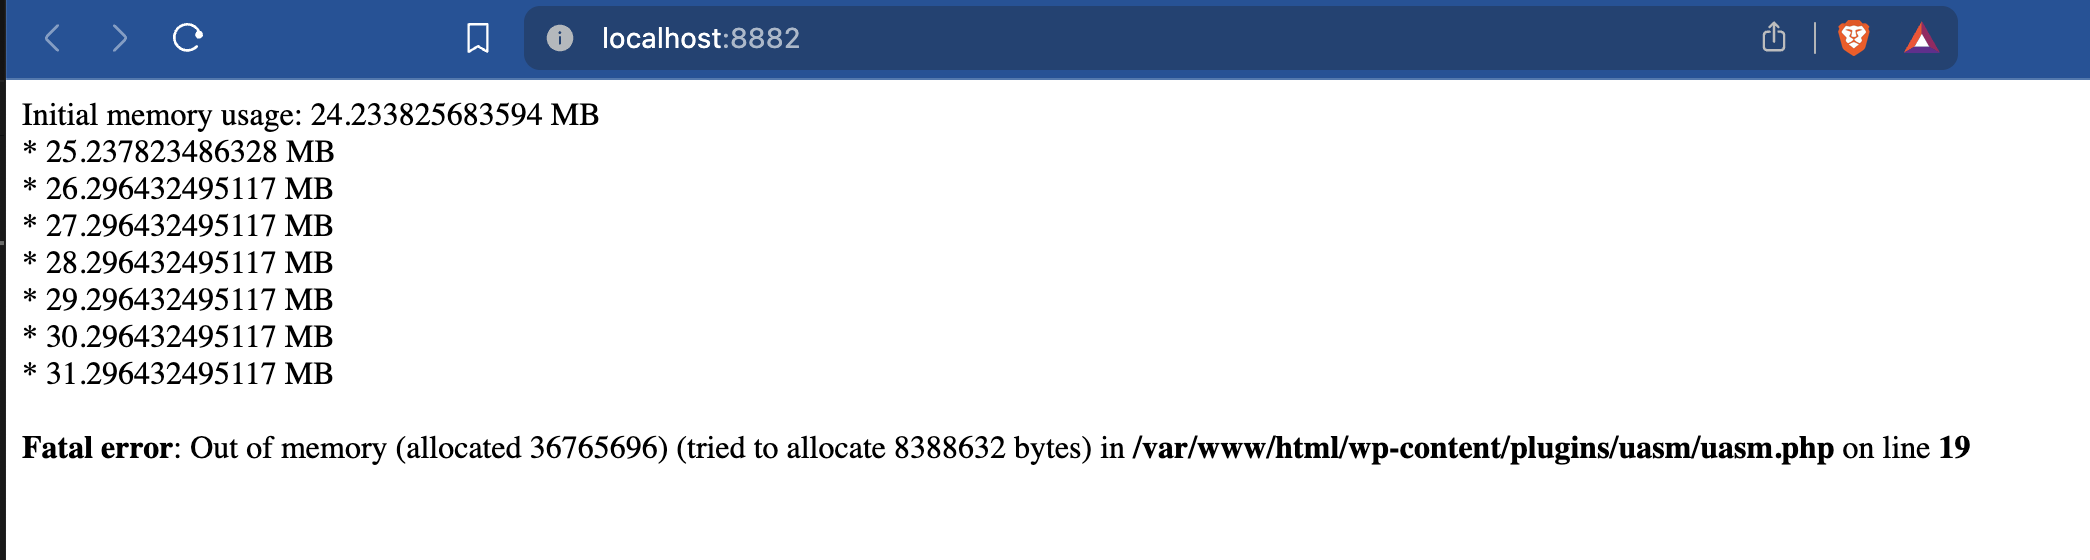 localhost:8882
Initial memory usage: 24.233825683594 MB
* 25.237823486328 MB
* 26.296432495117 MB
* 27.296432495117 MB
* 28.296432495117 MB
* 29.296432495117 MB
* 30.296432495117 MB
* 31.296432495117 MB
Fatal error: Out of memory (allocated 36765696) (tried to allocate 8388632 bytes) in /var/www/html/wp-content/plugins/uasm/uasm.php on line 19